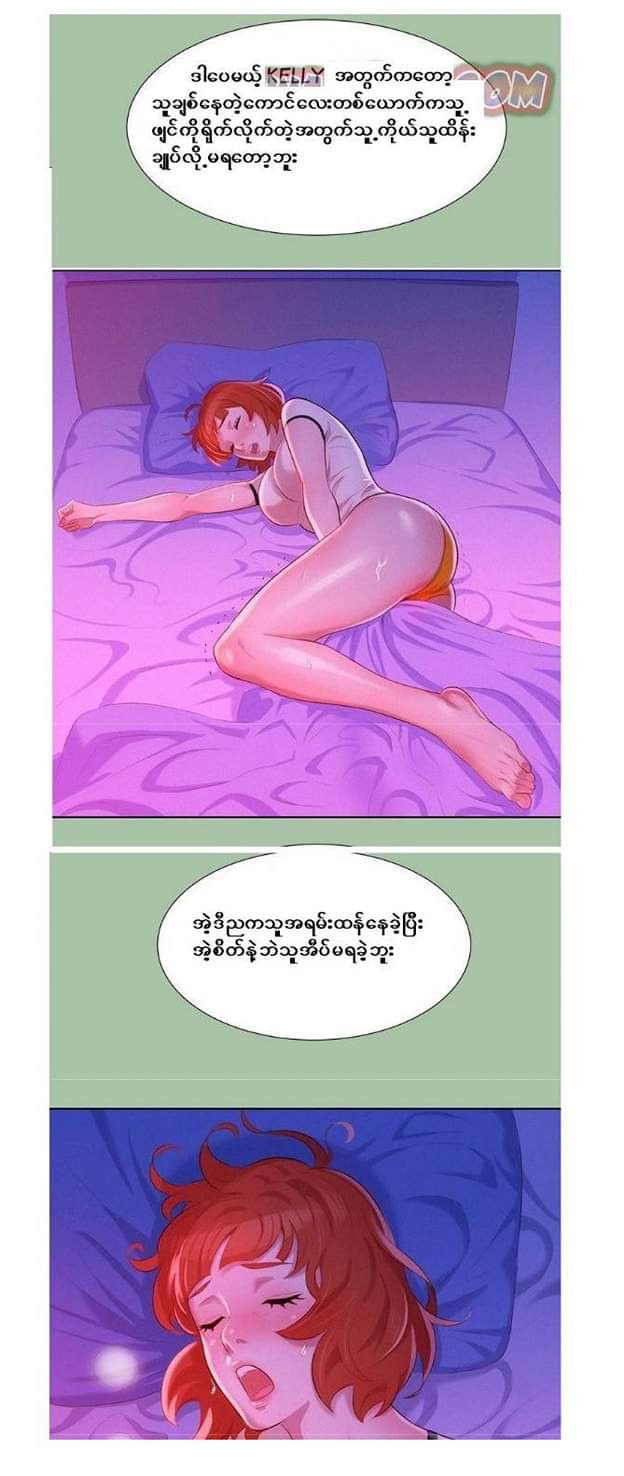 ဒါပေမယ့် KELLY အတွက်ကတော့
သူချစ်နေတဲ့ကောင်လေးတစ်ယောက်ကသူ့
ဖျင်ကိုရိုက်လိုက်တဲ့အတွက်သူ့ကိုယ်သူထိန်း
ချုပ်လို့မရတော့ဘူး
အဲ့ဒီညကသူအရမ်းထန်နေခဲ့ပြီး
အဲ့စိတ်နဲ့ဘဲသူအိပ်မရခဲ့ဘူး